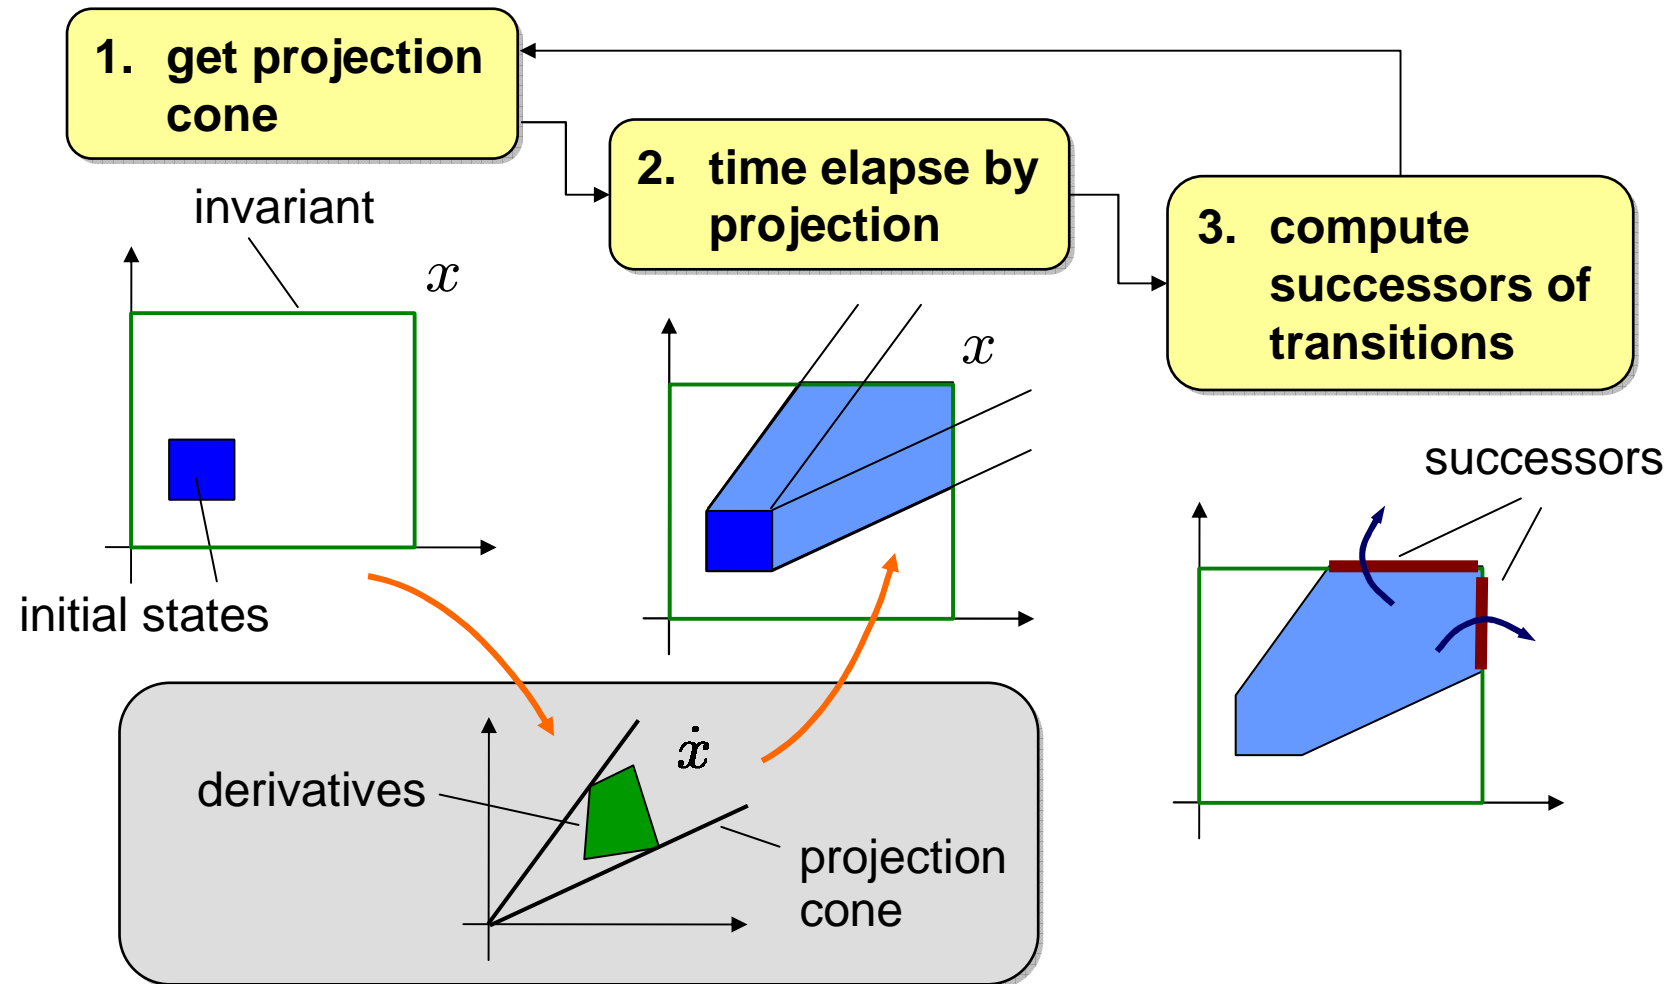 1. get projection
cone
2. time elapse by
projection
3. compute
successors of
transitions
invariant
x
initial states
x
successors
derivatives
ẋ
projection
cone